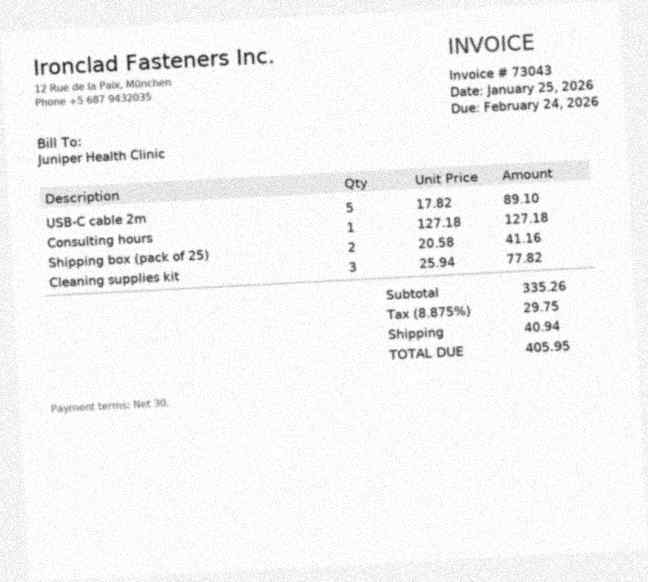 Ironclad Fasteners Inc.
12 Rue de la Paix, München
Phone +5 687 9432035
INVOICE
Invoice # 73043
Date: January 25, 2026
Due: February 24, 2026
Bill To:
Juniper Health Clinic
Description Qty Unit Price Amount
USB-C cable 2m 5 17.82 89.10
Consulting hours 1 127.18 127.18
Shipping box (pack of 25) 2 20.58 41.16
Cleaning supplies kit 3 25.94 77.82
Subtotal 335.26
Tax (8.875%) 29.75
Shipping 40.94
TOTAL DUE 405.95
Payment terms: Net 30.